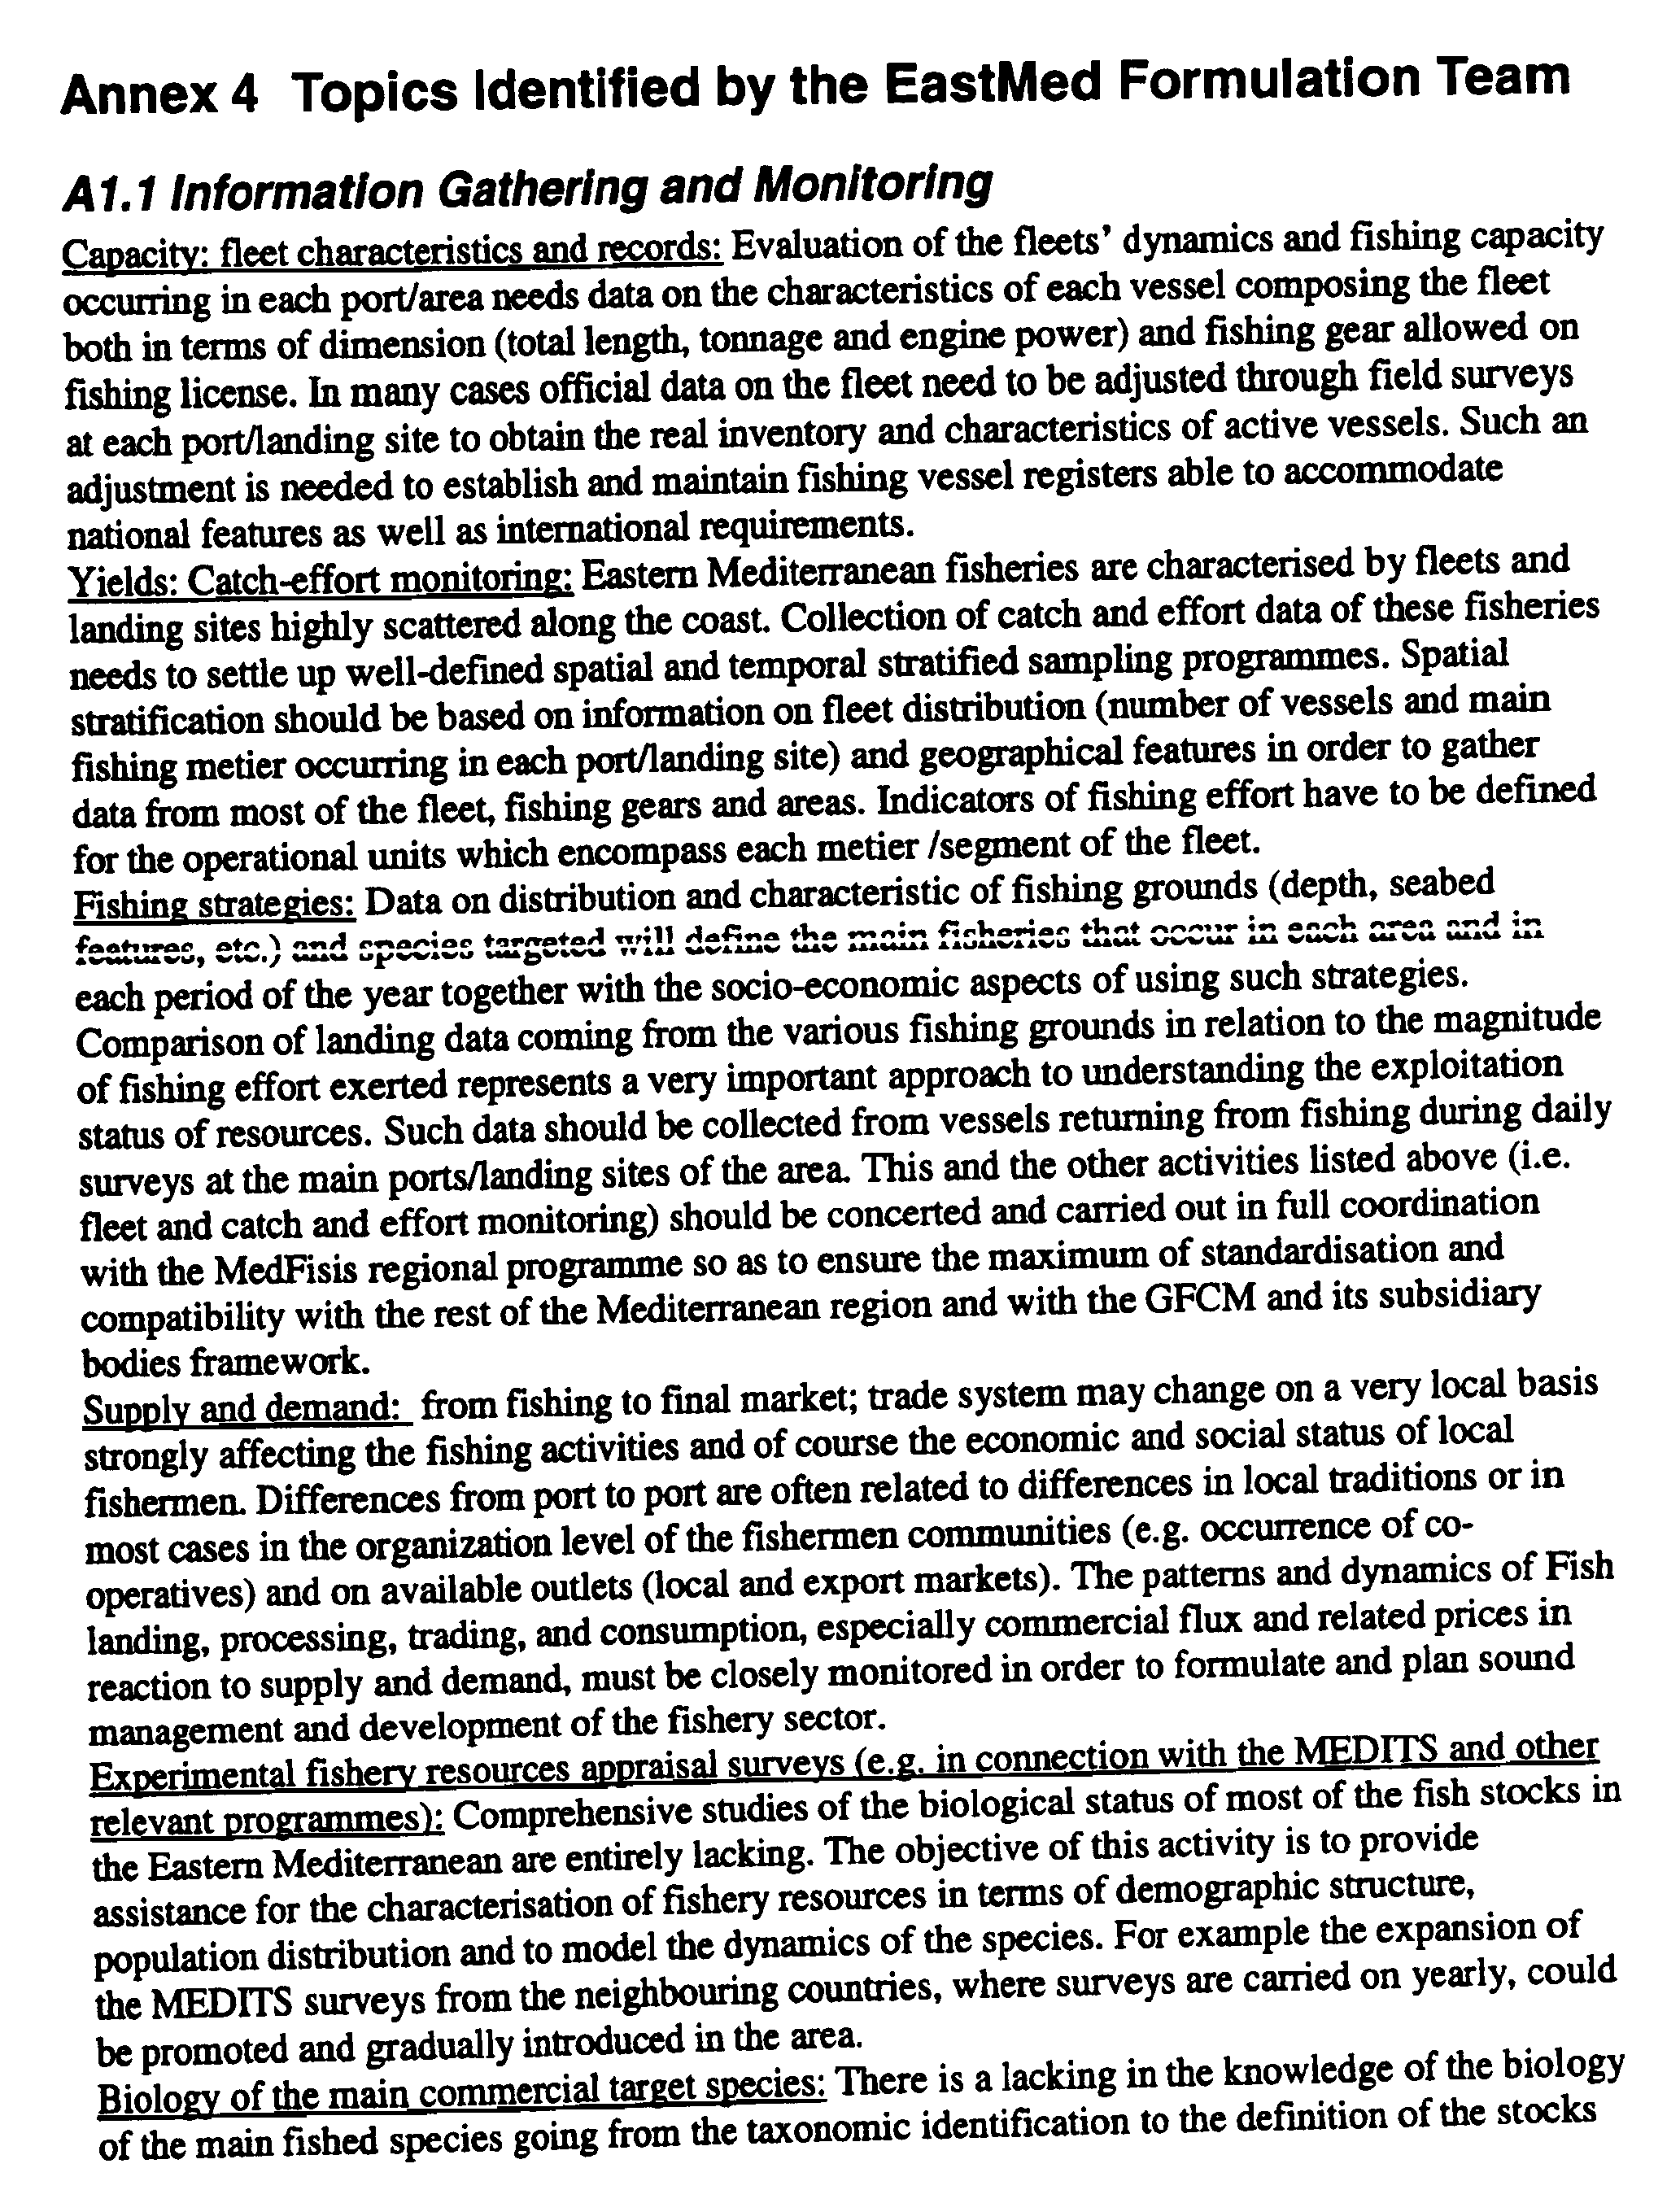 Annex 4 Topics Identified by the EastMed Formulation Team
A1.1 Information Gathering and Monitoring
Capacity: fleet characteristics and records: Evaluation of the fleets' dynamics and fishing capacity
occurring in each port/area needs data on the characteristics of each vessel composing the fleet
both in terms of dimension (total length, tonnage and engine power) and fishing gear allowed on
fishing license. In many cases official data on the fleet need to be adjusted through field surveys
at each port/landing site to obtain the real inventory and characteristics of active vessels. Such an
adjustment is needed to establish and maintain fishing vessel registers able to accommodate
national features as well as international requirements.
Yields: Catch-effort monitoring: Eastern Mediterranean fisheries are characterised by fleets and
landing sites highly scattered along the coast. Collection of catch and effort data of these fisheries
needs to settle up well-defined spatial and temporal stratified sampling programmes. Spatial
stratification should be based on information on fleet distribution (number of vessels and main
fishing metier occurring in each port/landing site) and geographical features in order to gather
data from most of the fleet, fishing gears and areas. Indicators of fishing effort have to be defined
for the operational units which encompass each metier /segment of the fleet.
Fishing strategies: Data on distribution and characteristic of fishing grounds (depth, seabed
features, etc.) and species targeted will define the main fisheries that occur in each area and in
each period of the year together with the socio-economic aspects of using such strategies.
Comparison of landing data coming from the various fishing grounds in relation to the magnitude
of fishing effort exerted represents a very important approach to understanding the exploitation
status of resources. Such data should be collected from vessels returning from fishing during daily
surveys at the main ports/landing sites of the area. This and the other activities listed above (i.e.
fleet and catch and effort monitoring) should be concerted and carried out in full coordination
with the MedFisis regional programme so as to ensure the maximum of standardisation and
compatibility with the rest of the Mediterranean region and with the GFCM and its subsidiary
bodies framework.
Supply and demand: from fishing to final market; trade system may change on a very local basis
strongly affecting the fishing activities and of course the economic and social status of local
fishermen. Differences from port to port are often related to differences in local traditions or in
most cases in the organization level of the fishermen communities (e.g. occurrence of co-
operatives) and on available outlets (local and export markets). The patterns and dynamics of Fish
landing, processing, trading, and consumption, especially commercial flux and related prices in
reaction to supply and demand, must be closely monitored in order to formulate and plan sound
management and development of the fishery sector.
Experimental fishery resources appraisal surveys (e.g. in connection with the MEDITS and other
relevant programmes): Comprehensive studies of the biological status of most of the fish stocks in
the Eastern Mediterranean are entirely lacking. The objective of this activity is to provide
assistance for the characterisation of fishery resources in terms of demographic structure,
population distribution and to model the dynamics of the species. For example the expansion of
the MEDITS surveys from the neighbouring countries, where surveys are carried on yearly, could
be promoted and gradually introduced in the area.
Biology of the main commercial target species: There is a lacking in the knowledge of the biology
of the main fished species going from the taxonomic identification to the definition of the stocks